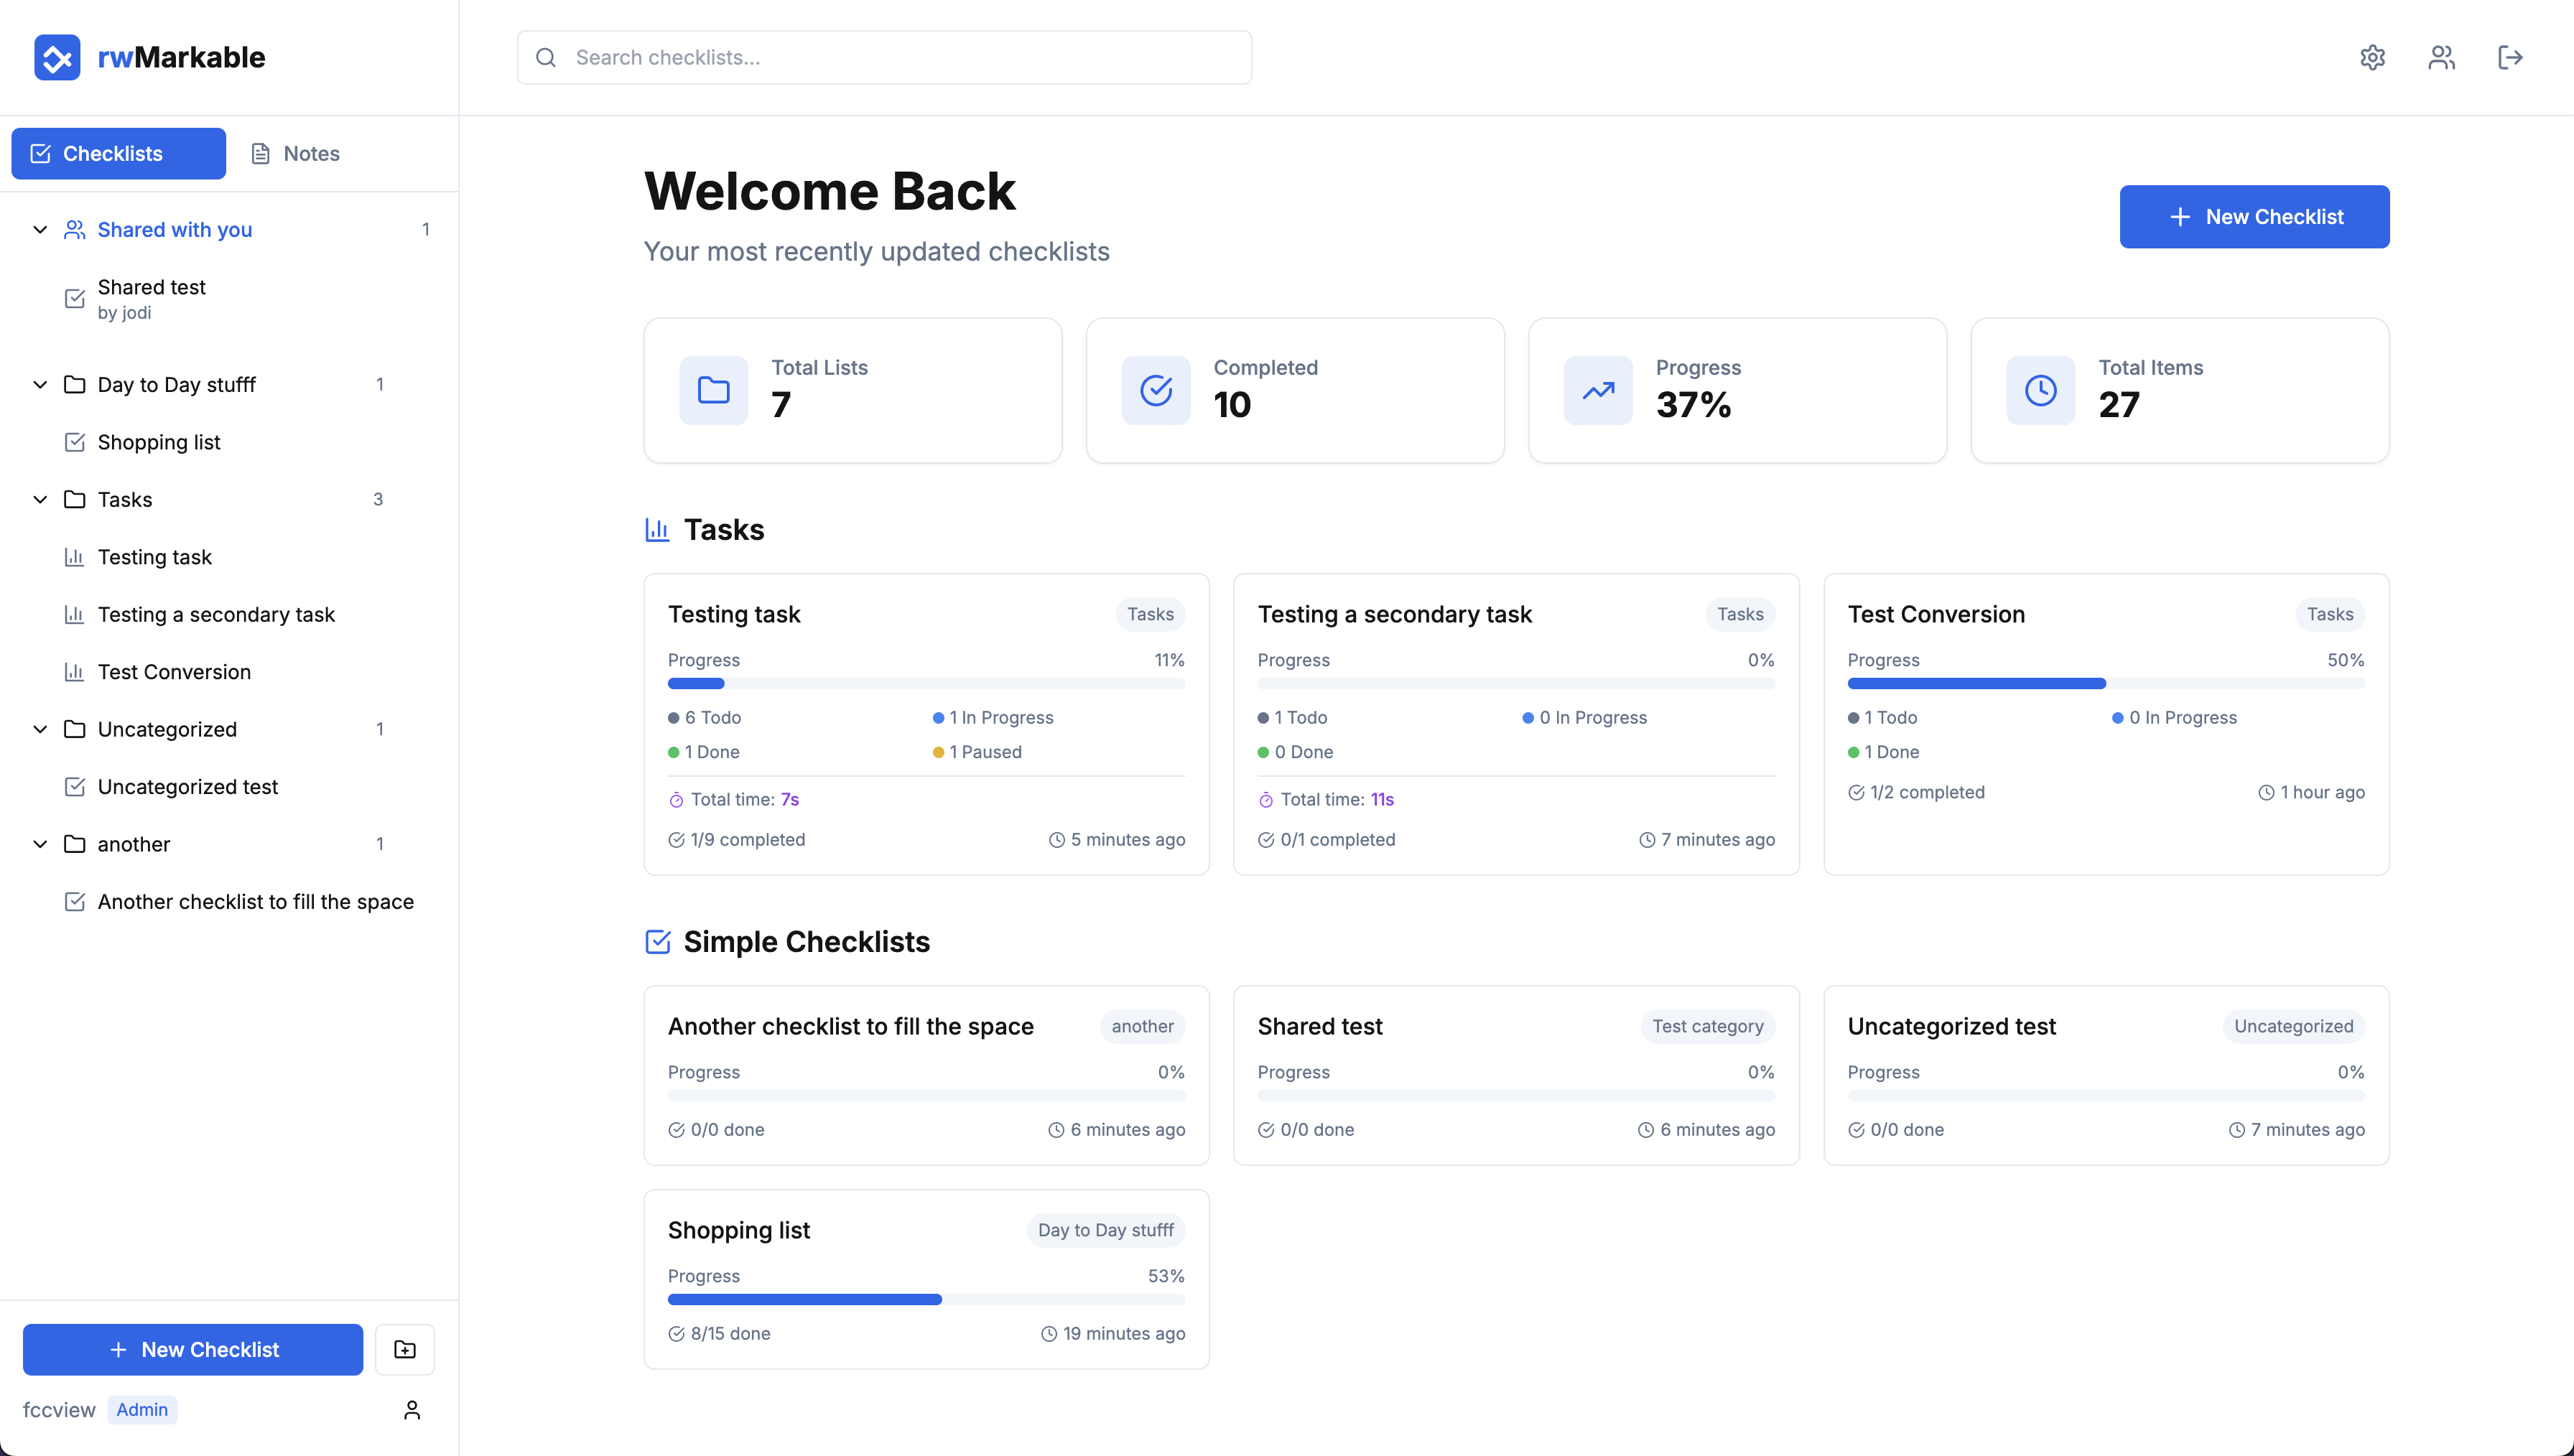 rwMarkable
Search checklists...
Checklists
Notes
Shared with you 1
Shared test
by jodi
Day to Day stufff 1
Shopping list
Tasks 3
Testing task
Testing a secondary task
Test Conversion
Uncategorized 1
Uncategorized test
another 1
Another checklist to fill the space
New Checklist
fccview Admin
Welcome Back
Your most recently updated checklists
New Checklist
Total Lists
7
Completed
10
Progress
37%
Total Items
27
Tasks
Testing task Tasks
Progress 11%
6 Todo 1 In Progress
1 Done 1 Paused
Total time: 7s
1/9 completed 5 minutes ago
Testing a secondary task Tasks
Progress 0%
1 Todo 0 In Progress
0 Done
Total time: 11s
0/1 completed 7 minutes ago
Test Conversion Tasks
Progress 50%
1 Todo 0 In Progress
1 Done
1/2 completed 1 hour ago
Simple Checklists
Another checklist to fill the space another
Progress 0%
0/0 done 6 minutes ago
Shared test Test category
Progress 0%
0/0 done 6 minutes ago
Uncategorized test Uncategorized
Progress 0%
0/0 done 7 minutes ago
Shopping list Day to Day stufff
Progress 53%
8/15 done 19 minutes ago